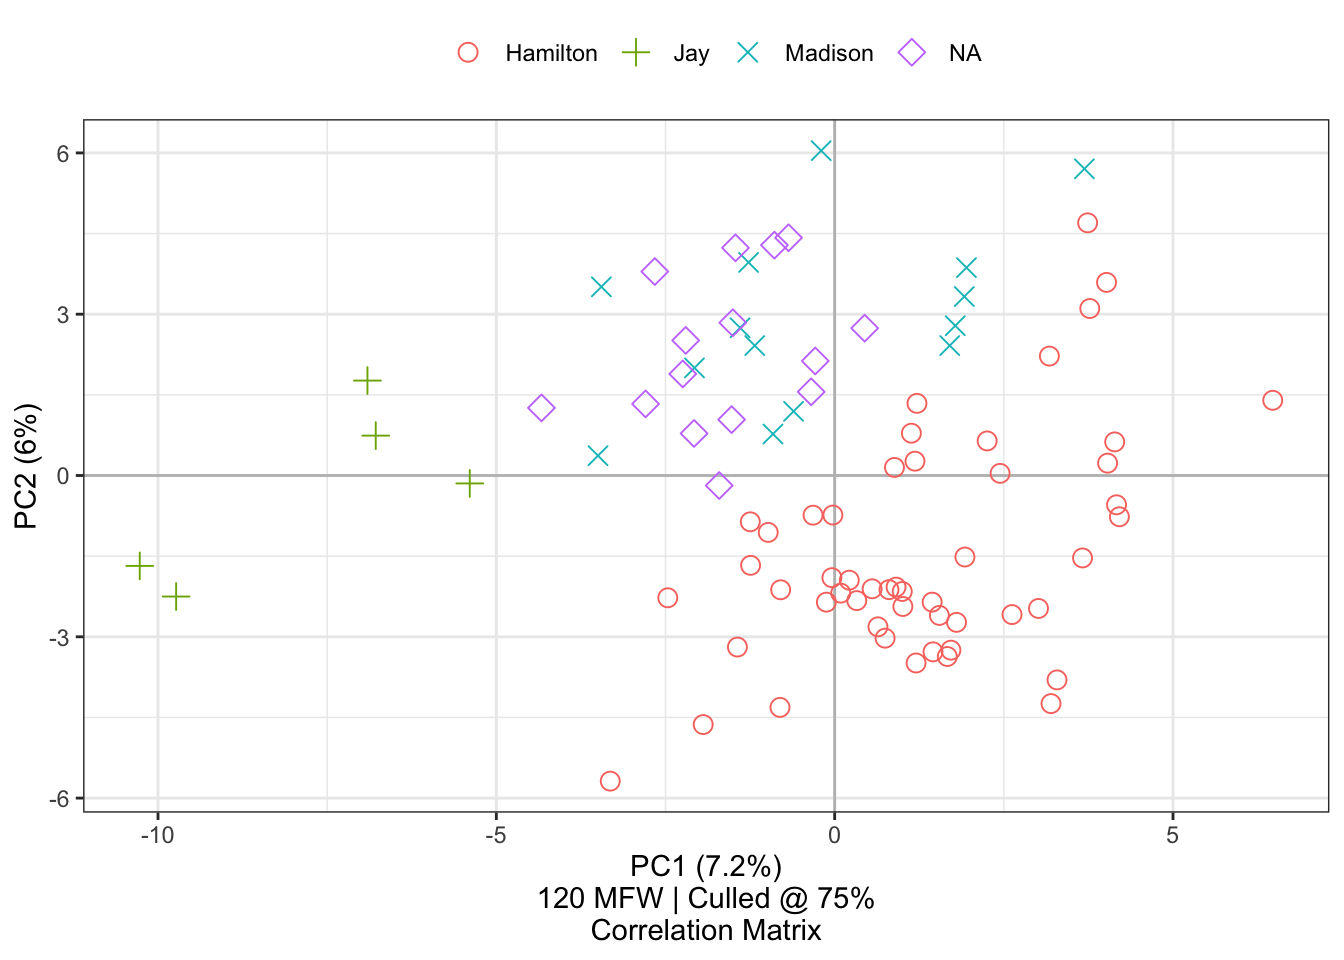 Hamilton Jay Madison NA
6
3
0
-3
-6
PC2 (6%)
-10 -5 0 5
PC1 (7.2%)
120 MFW | Culled @ 75%
Correlation Matrix